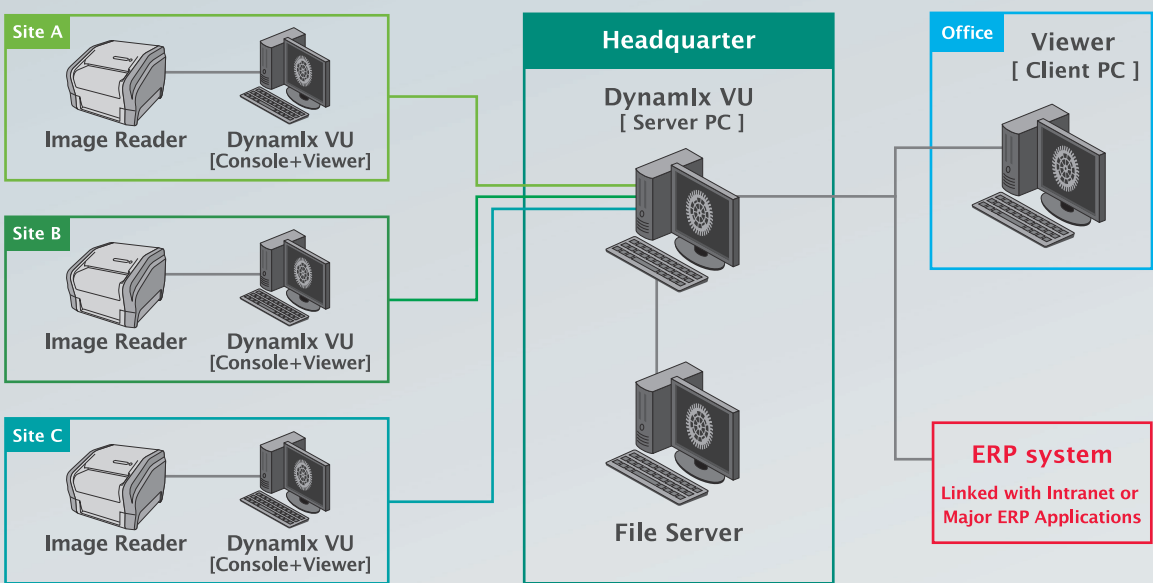 Site A
Image Reader
DynamIx VU
[Console+Viewer]
Site B
Image Reader
DynamIx VU
[Console+Viewer]
Site C
Image Reader
DynamIx VU
[Console+Viewer]
Headquarter
DynamIx VU
[ Server PC ]
File Server
Office
Viewer
[ Client PC ]
ERP system
Linked with Intranet or
Major ERP Applications